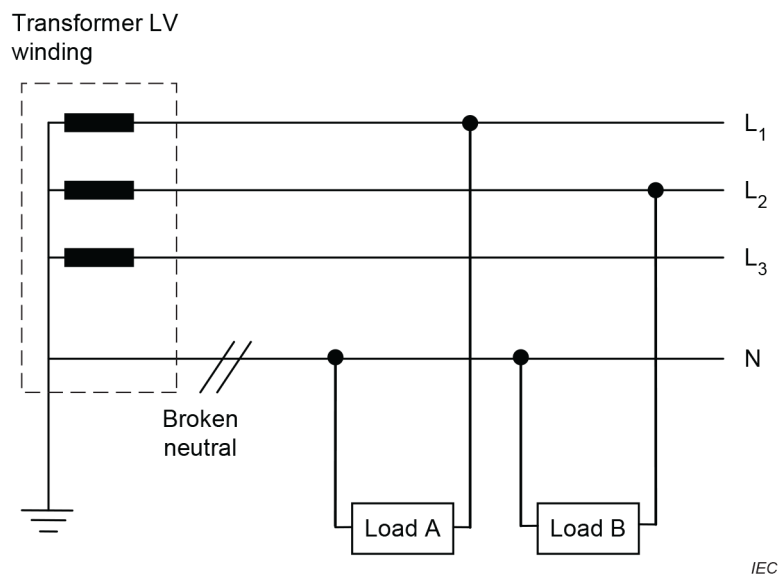 Transformer LV
winding
L1
L2
L3
N
Broken
neutral
Load A
Load B
IEC